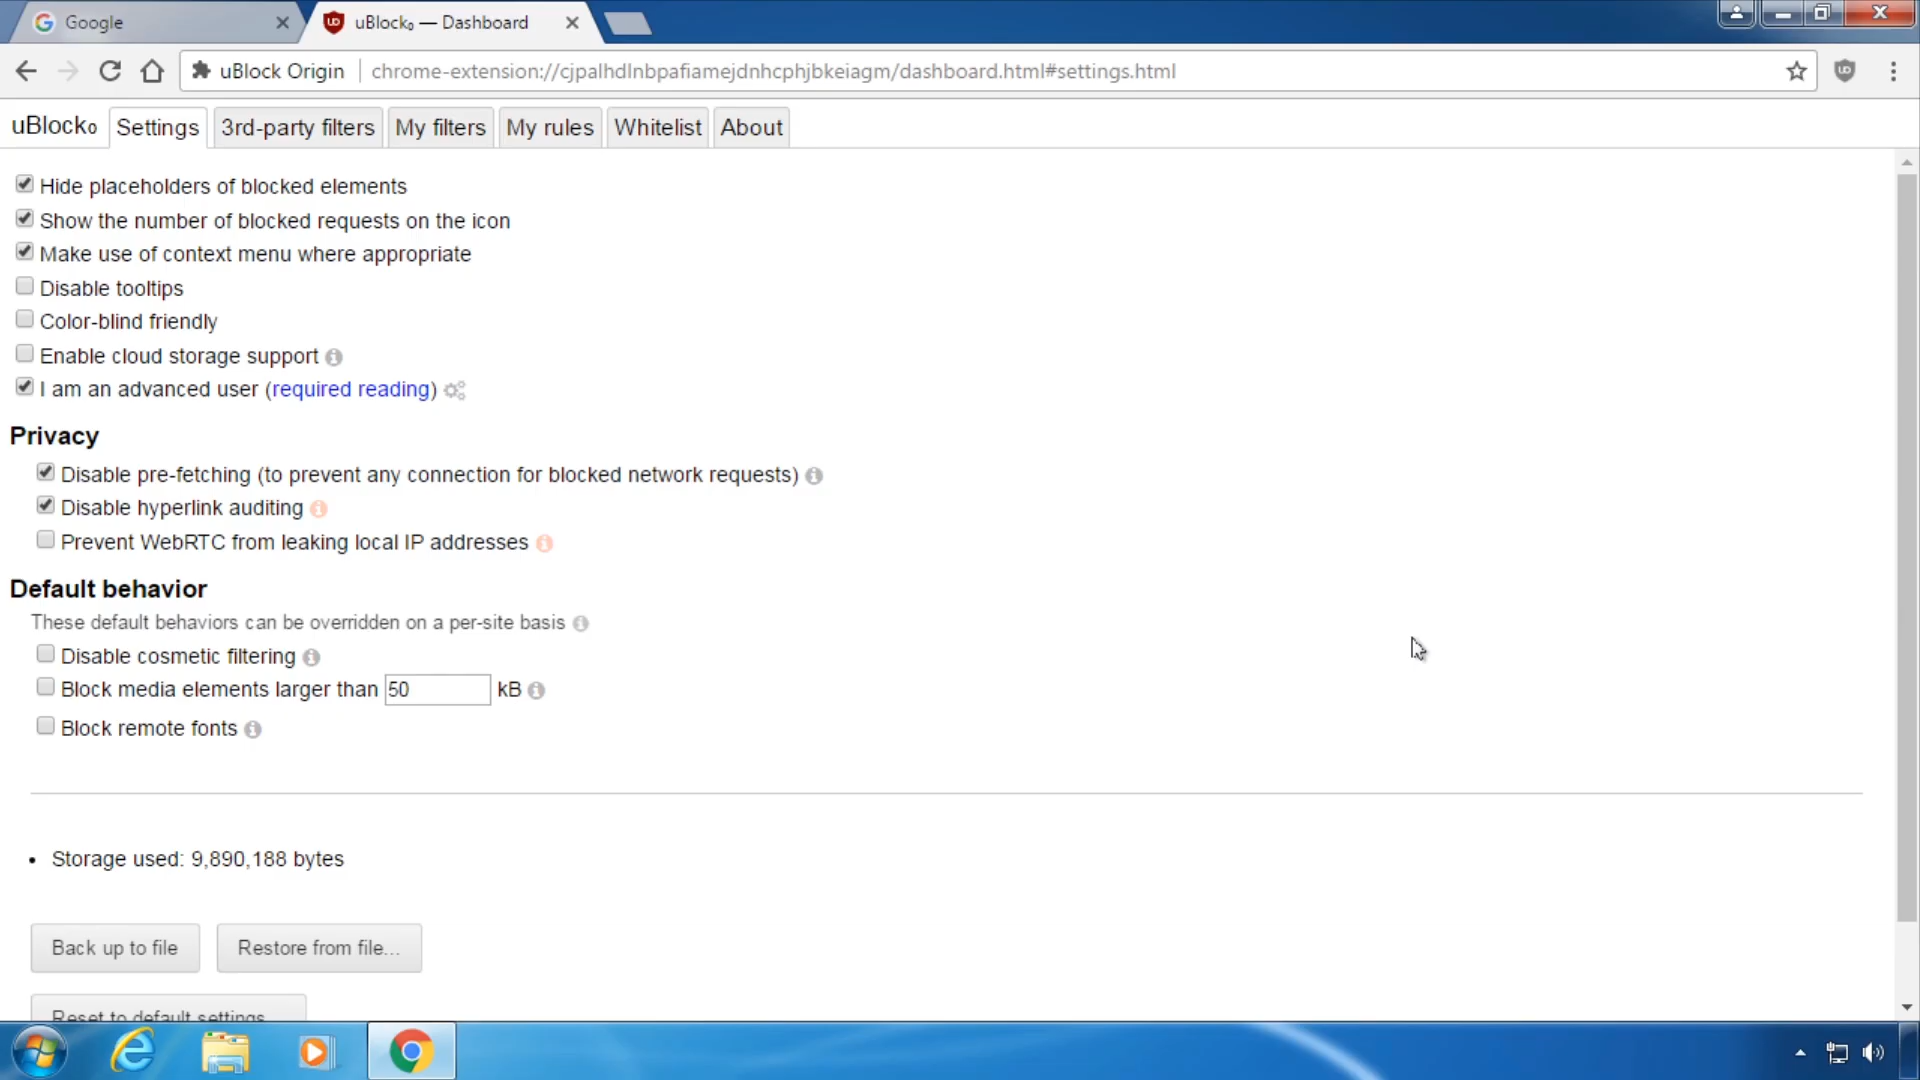 Google
uBlock₀ — Dashboard
uBlock Origin
chrome-extension://cjpalhdlnbpafiamejdnhcphjbkeiagm/dashboard.html#settings.html
uBlock₀
Settings
3rd-party filters
My filters
My rules
Whitelist
About
Hide placeholders of blocked elements
Show the number of blocked requests on the icon
Make use of context menu where appropriate
Disable tooltips
Color-blind friendly
Enable cloud storage support
I am an advanced user (required reading)
Privacy
Disable pre-fetching (to prevent any connection for blocked network requests)
Disable hyperlink auditing
Prevent WebRTC from leaking local IP addresses
Default behavior
These default behaviors can be overridden on a per-site basis
Disable cosmetic filtering
Block media elements larger than 50 kB
Block remote fonts
• Storage used: 9,890,188 bytes
Back up to file
Restore from file...
Reset to default settings